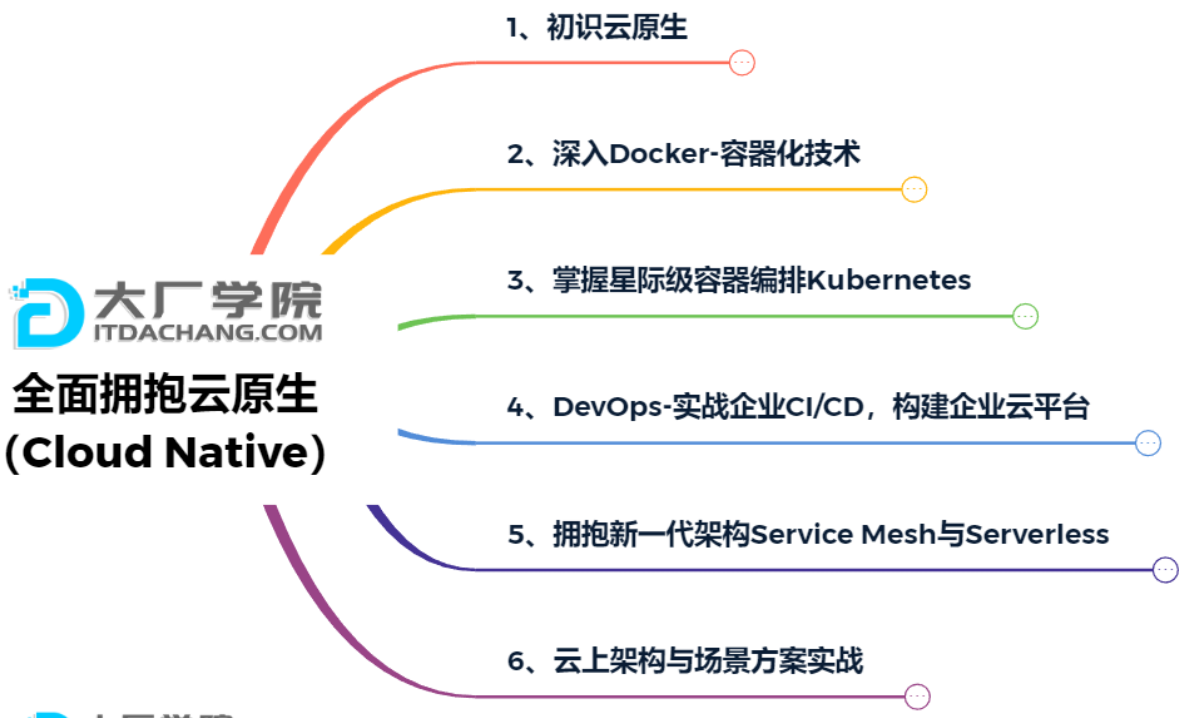 1、初识云原生
2、深入Docker-容器化技术
3、掌握星际级容器编排Kubernetes
4、DevOps-实战企业CI/CD，构建企业云平台
5、拥抱新一代架构Service Mesh与Serverless
6、云上架构与场景方案实战
大厂学院
ITDACHANG.COM
全面拥抱云原生
（Cloud Native）